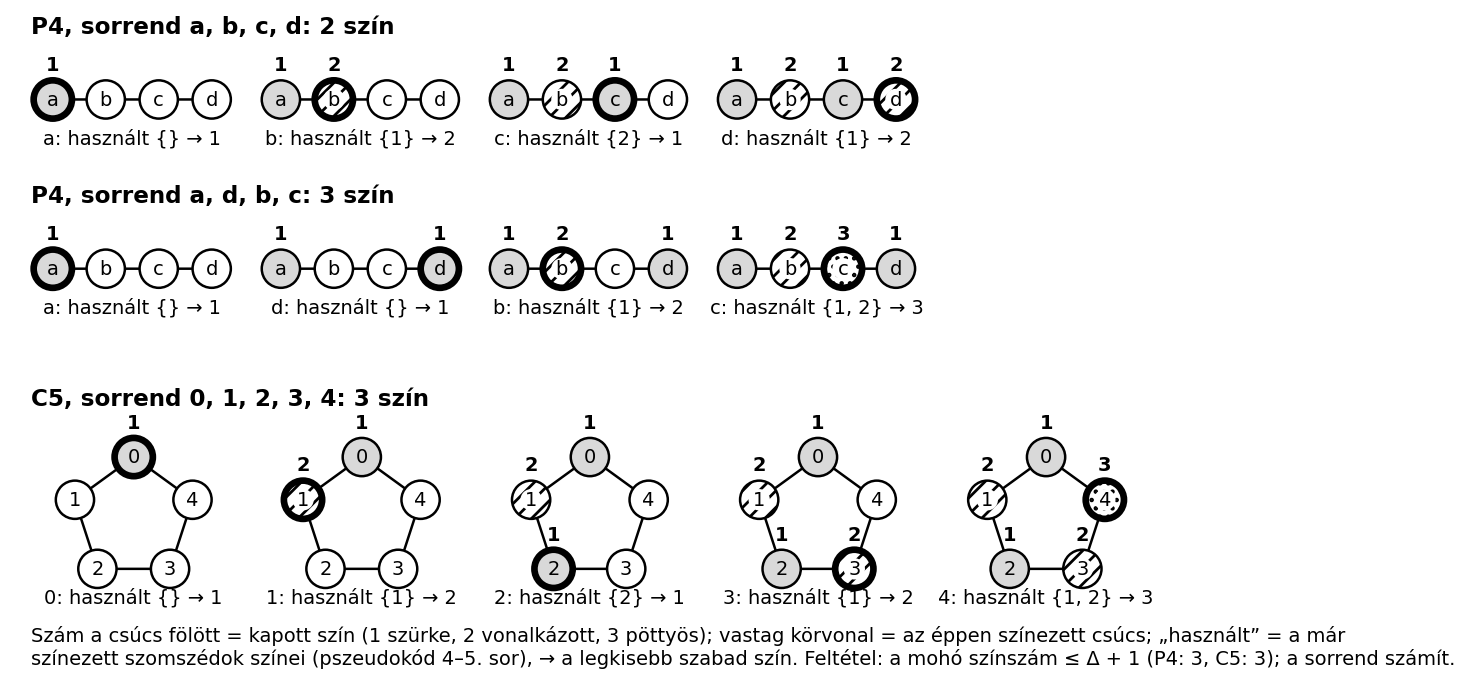 P4, sorrend a, b, c, d: 2 szín
1 1 2 1 2 1 1 2 1 2
a b c d a b c d a b c d a b c d
a: használt {} → 1 b: használt {1} → 2 c: használt {2} → 1 d: használt {1} → 2
P4, sorrend a, d, b, c: 3 szín
1 1 1 1 2 1 1 2 3 1
a b c d a b c d a b c d a b c d
a: használt {} → 1 d: használt {} → 1 b: használt {1} → 2 c: használt {1, 2} → 3
C5, sorrend 0, 1, 2, 3, 4: 3 szín
1 1 1 1 1
0 0 0 0 0
2 2 2 2 3
1 4 1 4 1 4 1 4 1 4
1 1 2 1 2
2 3 2 3 2 3 2 3 2 3
0: használt {} → 1 1: használt {1} → 2 2: használt {2} → 1 3: használt {1} → 2 4: használt {1, 2} → 3
Szám a csúcs fölött = kapott szín (1 szürke, 2 vonalkázott, 3 pöttyös); vastag körvonal = az éppen színezett csúcs; „használt” = a már
színezett szomszédok színei (pszeudokód 4–5. sor), → a legkisebb szabad szín. Feltétel: a mohó színszám ≤ Δ + 1 (P4: 3, C5: 3); a sorrend számít.